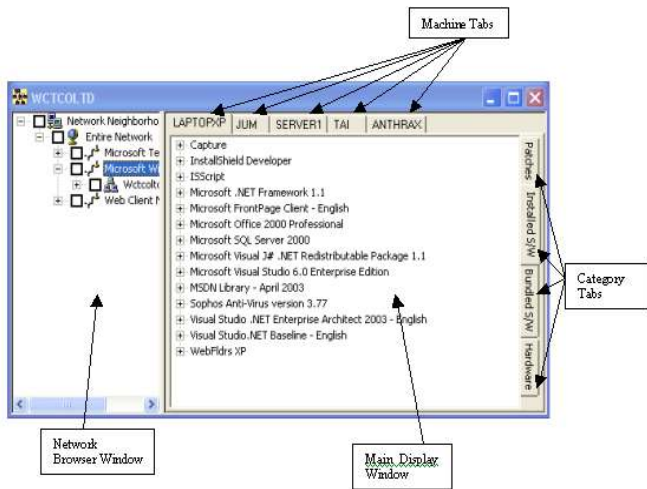 Machine Tabs
WCTCOLTD
Network Neighborho
Entire Network
Microsoft Te
Microsoft Wi
Wctcoltd
Web Client N
LAPTOPXP JUM SERVER1 TAI ANTHRAX
Capture
InstallShield Developer
ISScript
Microsoft .NET Framework 1.1
Microsoft FrontPage Client - English
Microsoft Office 2000 Professional
Microsoft SQL Server 2000
Microsoft Visual J# .NET Redistributable Package 1.1
Microsoft Visual Studio 6.0 Enterprise Edition
MSDN Library - April 2003
Sophos Anti-Virus version 3.77
Visual Studio .NET Enterprise Architect 2003 - English
Visual Studio.NET Baseline - English
WebFldrs XP
Patches
Installed S/W
Bundled S/W
Hardware
Category
Tabs
Network
Browser Window
Main Display
Window